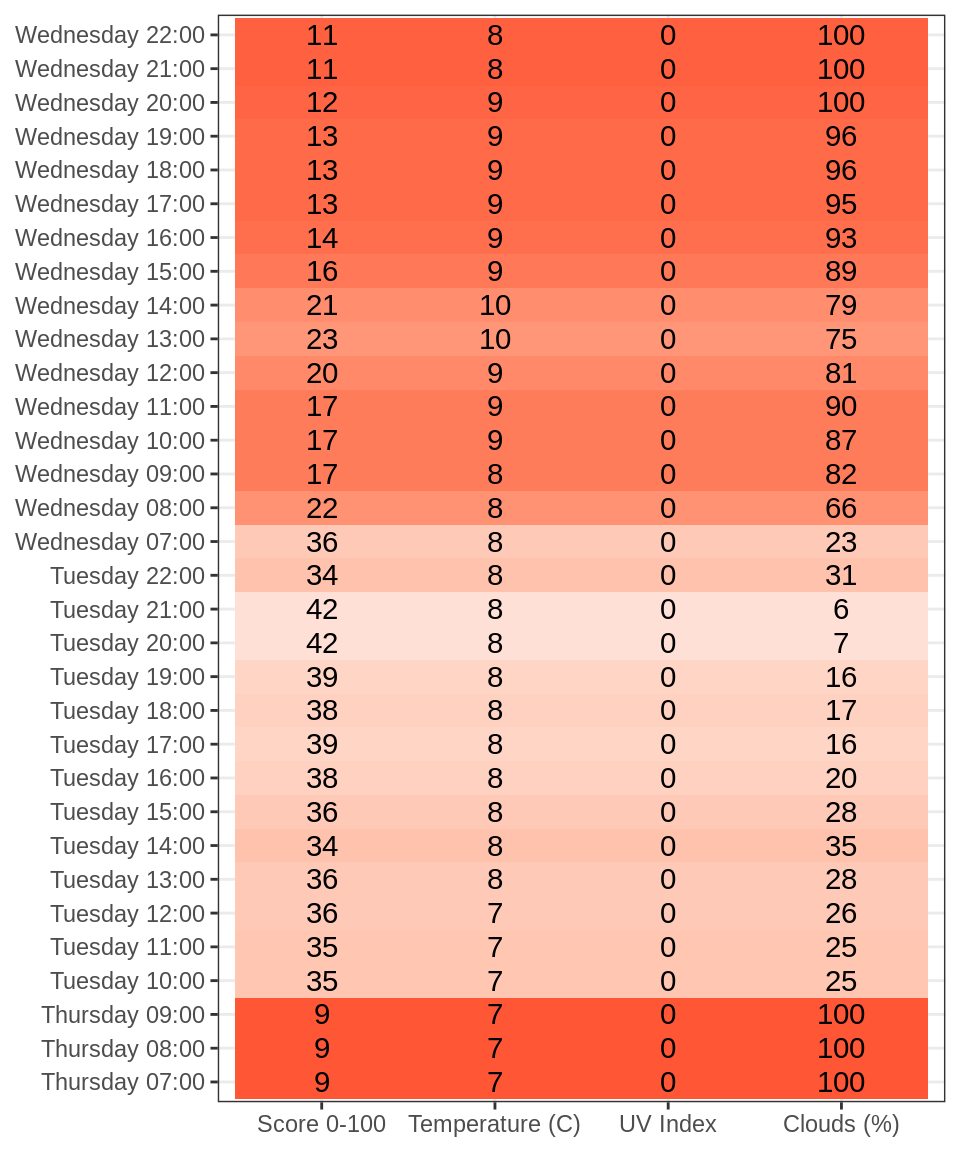 Wednesday 22:00 11 8 0 100
Wednesday 21:00 11 8 0 100
Wednesday 20:00 12 9 0 100
Wednesday 19:00 13 9 0 96
Wednesday 18:00 13 9 0 96
Wednesday 17:00 13 9 0 95
Wednesday 16:00 14 9 0 93
Wednesday 15:00 16 9 0 89
Wednesday 14:00 21 10 0 79
Wednesday 13:00 23 10 0 75
Wednesday 12:00 20 9 0 81
Wednesday 11:00 17 9 0 90
Wednesday 10:00 17 9 0 87
Wednesday 09:00 17 8 0 82
Wednesday 08:00 22 8 0 66
Wednesday 07:00 36 8 0 23
Tuesday 22:00 34 8 0 31
Tuesday 21:00 42 8 0 6
Tuesday 20:00 42 8 0 7
Tuesday 19:00 39 8 0 16
Tuesday 18:00 38 8 0 17
Tuesday 17:00 39 8 0 16
Tuesday 16:00 38 8 0 20
Tuesday 15:00 36 8 0 28
Tuesday 14:00 34 8 0 35
Tuesday 13:00 36 8 0 28
Tuesday 12:00 36 7 0 26
Tuesday 11:00 35 7 0 25
Tuesday 10:00 35 7 0 25
Thursday 09:00 9 7 0 100
Thursday 08:00 9 7 0 100
Thursday 07:00 9 7 0 100
Score 0-100 Temperature (C) UV Index Clouds (%)